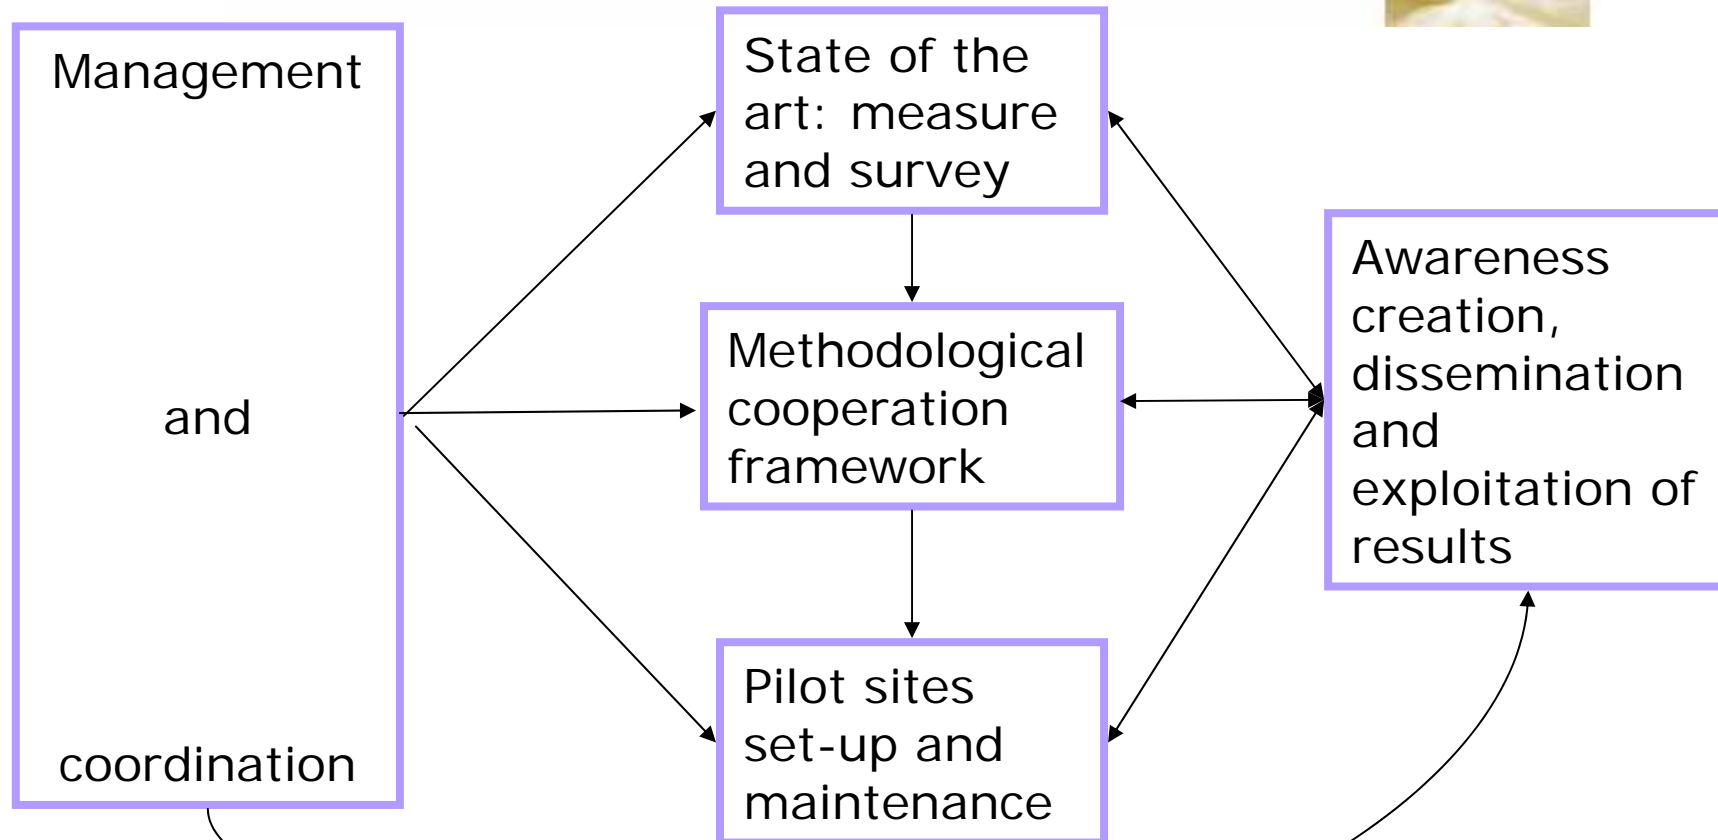 Management
and
coordination
State of the
art: measure
and survey
Methodological
cooperation
framework
Pilot sites
set-up and
maintenance
Awareness
creation,
dissemination
and
exploitation of
results